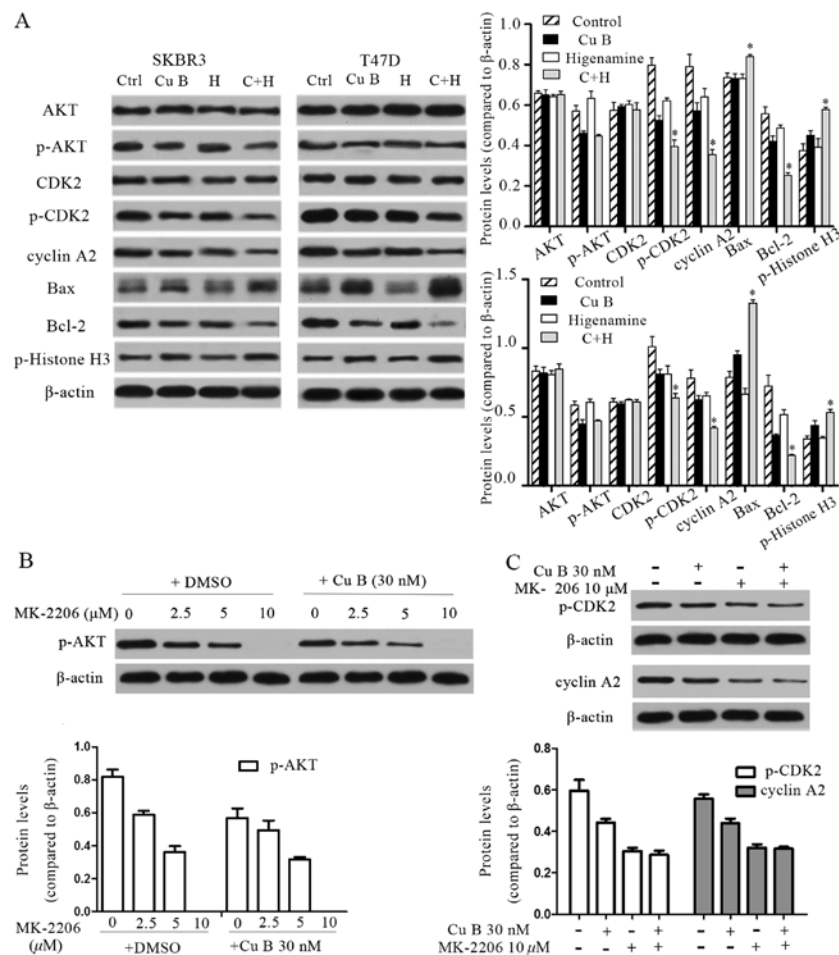 A
SKBR3
T47D
Ctrl Cu B H C+H
Ctrl Cu B H C+H
AKT
p-AKT
CDK2
p-CDK2
cyclin A2
Bax
Bcl-2
p-Histone H3
β-actin
Protein levels (compared to β-actin)
Control
Cu B
Higenamine
C+H
0.0 0.2 0.4 0.6 0.8 1.0
* * * * *
AKT p-AKT CDK2 p-CDK2 cyclin A2 Bax Bcl-2 p-Histone H3
Protein levels (compared to β-actin)
Control
Cu B
Higenamine
C+H
0.0 0.5 1.0 1.5
* * * * *
AKT p-AKT CDK2 p-CDK2 cyclin A2 Bax Bcl-2 p-Histone H3
B
+ DMSO + Cu B (30 nM)
MK-2206 (μM) 0 2.5 5 10 0 2.5 5 10
p-AKT
β-actin
Protein levels
(compared to β-actin)
p-AKT
0.0 0.2 0.4 0.6 0.8 1.0
MK-2206 0 2.5 5 10 0 2.5 5 10
(μM) +DMSO +Cu B 30 nM
C
Cu B 30 nM - + - +
MK- 206 10 μM - - + +
p-CDK2
β-actin
cyclin A2
β-actin
Protein levels
(compared to β-actin)
p-CDK2
cyclin A2
0.0 0.2 0.4 0.6 0.8
Cu B 30 nM - + - + - + - +
MK-2206 10 μM - - + + - - + +